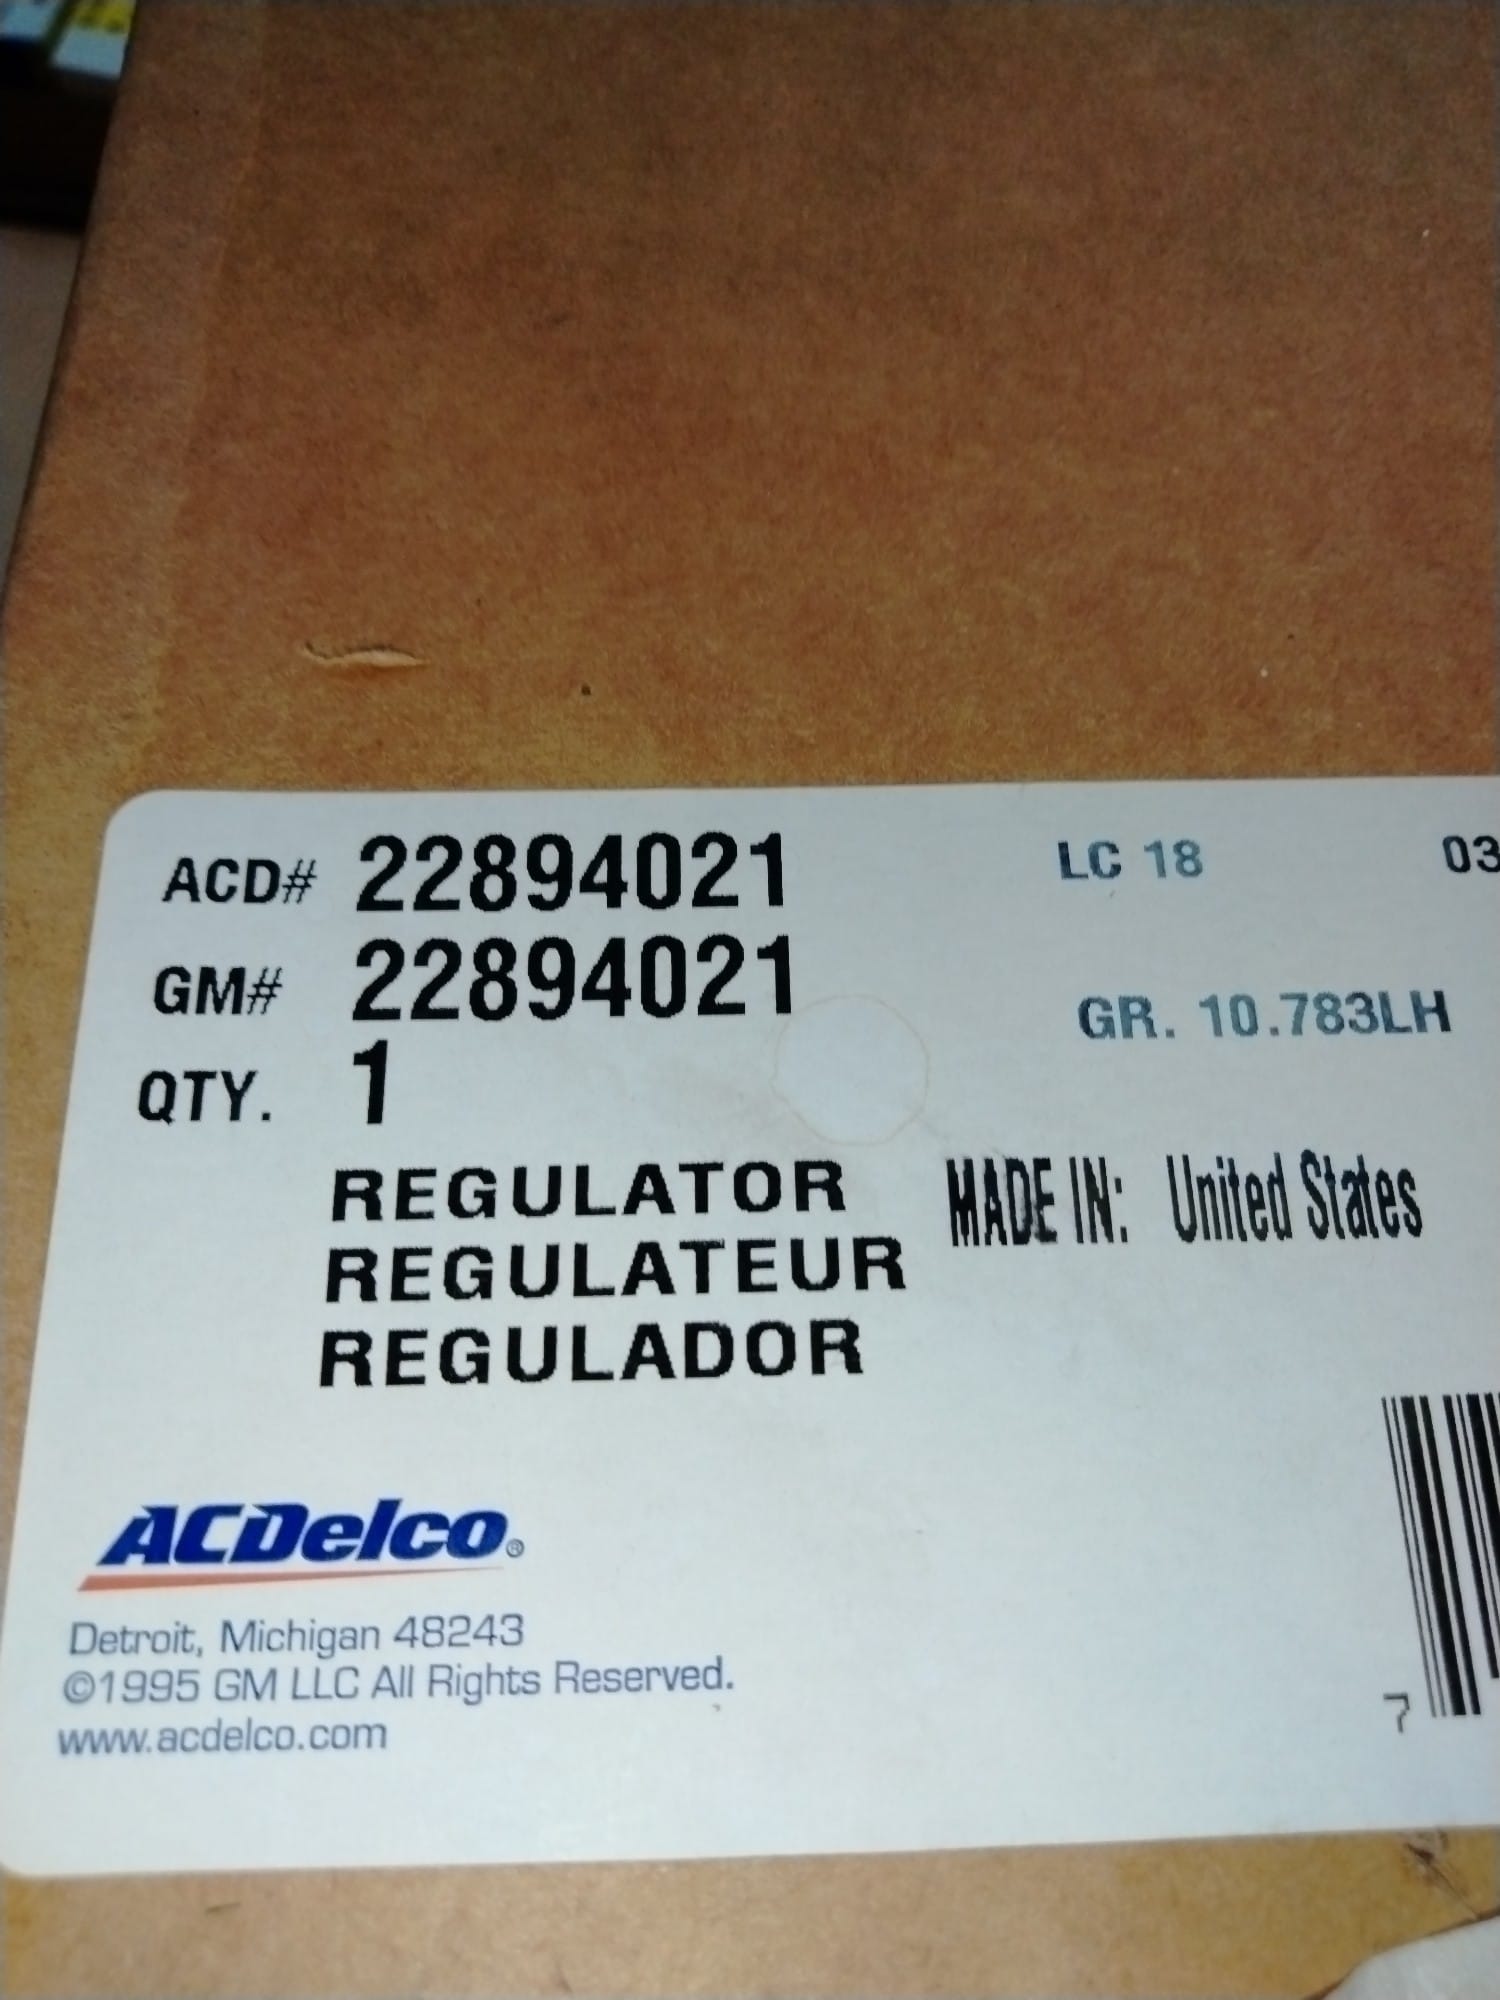 ACD# 22894021 LC 18 03
GM# 22894021 GR. 10.783LH
QTY. 1
REGULATOR MADE IN: United States
REGULATEUR
REGULADOR
ACDelco®
Detroit, Michigan 48243
©1995 GM LLC All Rights Reserved.
www.acdelco.com
7